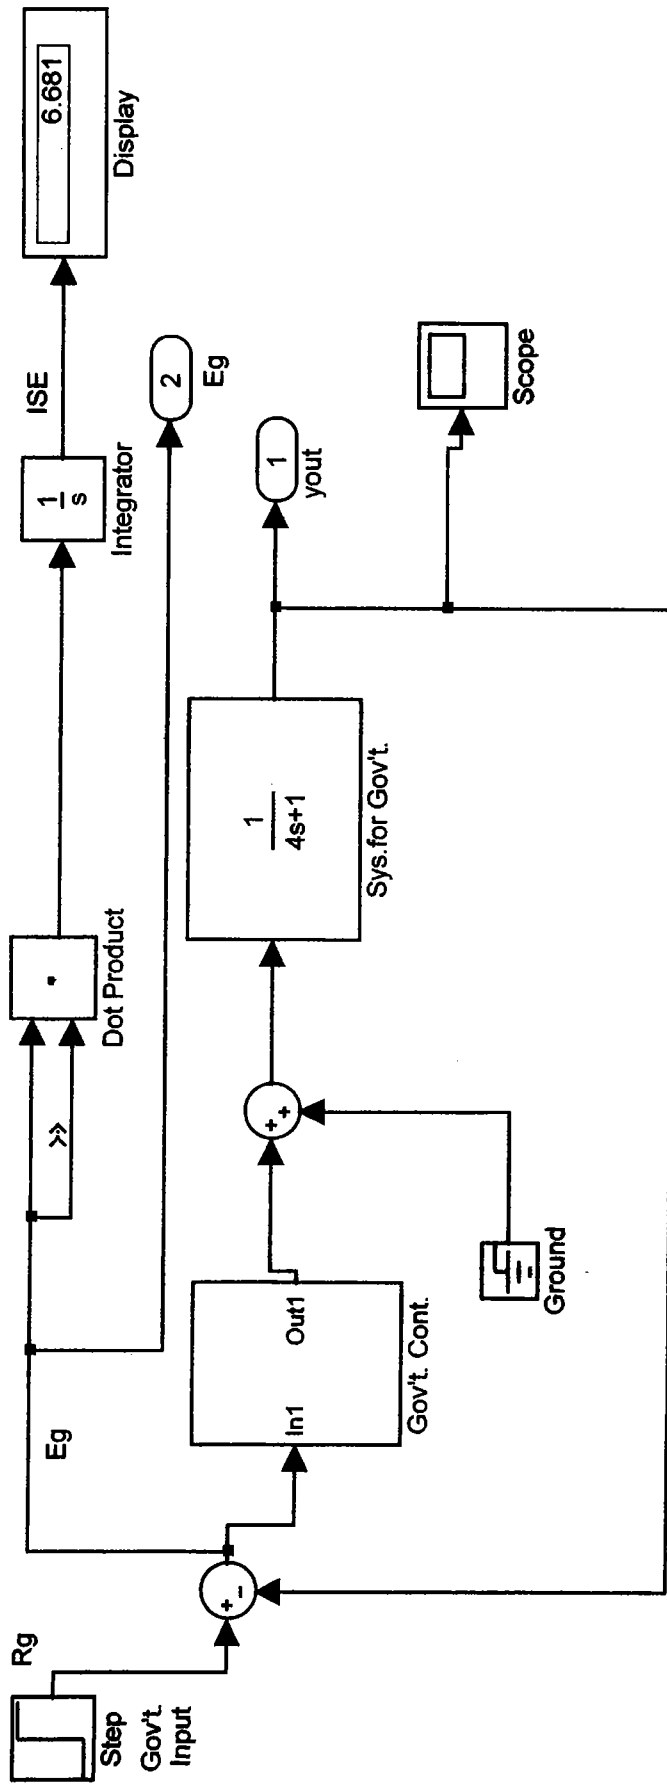 Step
Gov't.
Input
Rg
Eg
+
-
In1
Out1
Gov't. Cont.
Ground
+
+
>>
Dot Product
1
4s+1
Sys.for Gov't.
1
s
Integrator
ISE
6.681
Display
2
Eg
1
yout
Scope